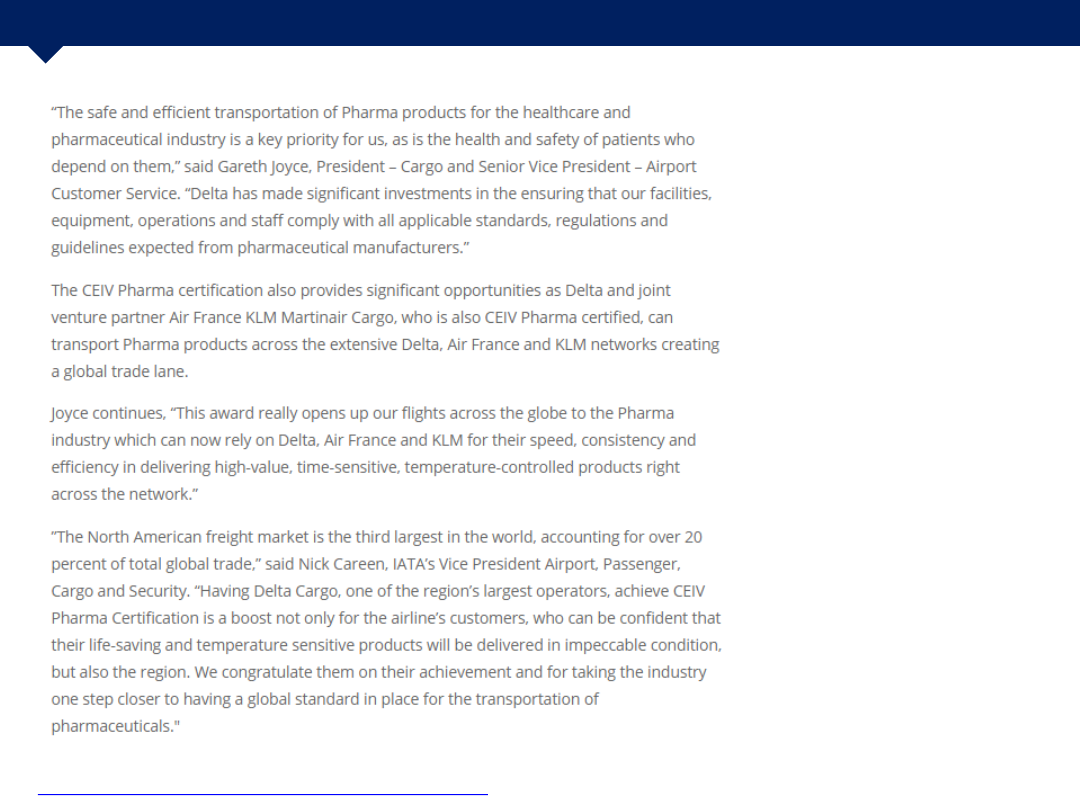 “The safe and efficient transportation of Pharma products for the healthcare and
pharmaceutical industry is a key priority for us, as is the health and safety of patients who
depend on them,” said Gareth Joyce, President – Cargo and Senior Vice President – Airport
Customer Service. “Delta has made significant investments in the ensuring that our facilities,
equipment, operations and staff comply with all applicable standards, regulations and
guidelines expected from pharmaceutical manufacturers.”
The CEIV Pharma certification also provides significant opportunities as Delta and joint
venture partner Air France KLM Martinair Cargo, who is also CEIV Pharma certified, can
transport Pharma products across the extensive Delta, Air France and KLM networks creating
a global trade lane.
Joyce continues, “This award really opens up our flights across the globe to the Pharma
industry which can now rely on Delta, Air France and KLM for their speed, consistency and
efficiency in delivering high-value, time-sensitive, temperature-controlled products right
across the network.”
”The North American freight market is the third largest in the world, accounting for over 20
percent of total global trade,” said Nick Careen, IATA’s Vice President Airport, Passenger,
Cargo and Security. “Having Delta Cargo, one of the region’s largest operators, achieve CEIV
Pharma Certification is a boost not only for the airline’s customers, who can be confident that
their life-saving and temperature sensitive products will be delivered in impeccable condition,
but also the region. We congratulate them on their achievement and for taking the industry
one step closer to having a global standard in place for the transportation of
pharmaceuticals."